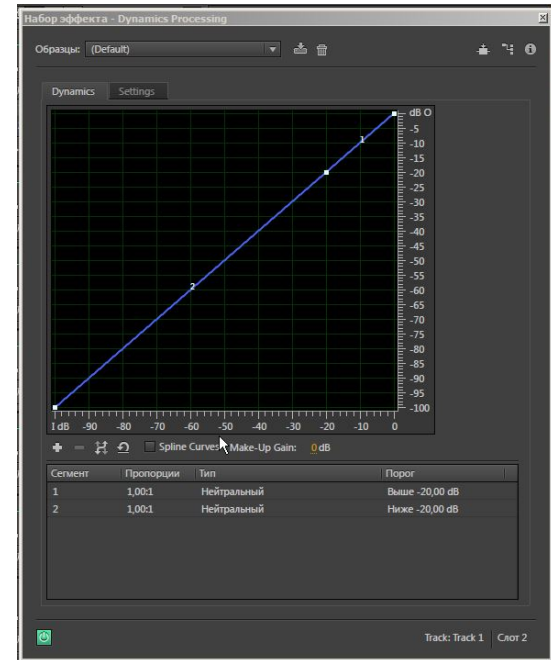 Набор эффекта - Dynamics Processing
Образцы: (Default)
Dynamics Settings
dB O
-5
1 -10
-15
-20
-25
-30
-35
-40
-45
-50
-55
2 -60
-65
-70
-75
-80
-85
-90
-95
-100
I dB -90 -80 -70 -60 -50 -40 -30 -20 -10 0
Spline Curves Make-Up Gain: 0 dB
Сегмент Пропорции Тип Порог
1 1,00:1 Нейтральный Выше -20,00 dB
2 1,00:1 Нейтральный Ниже -20,00 dB
Track: Track 1 Слот 2